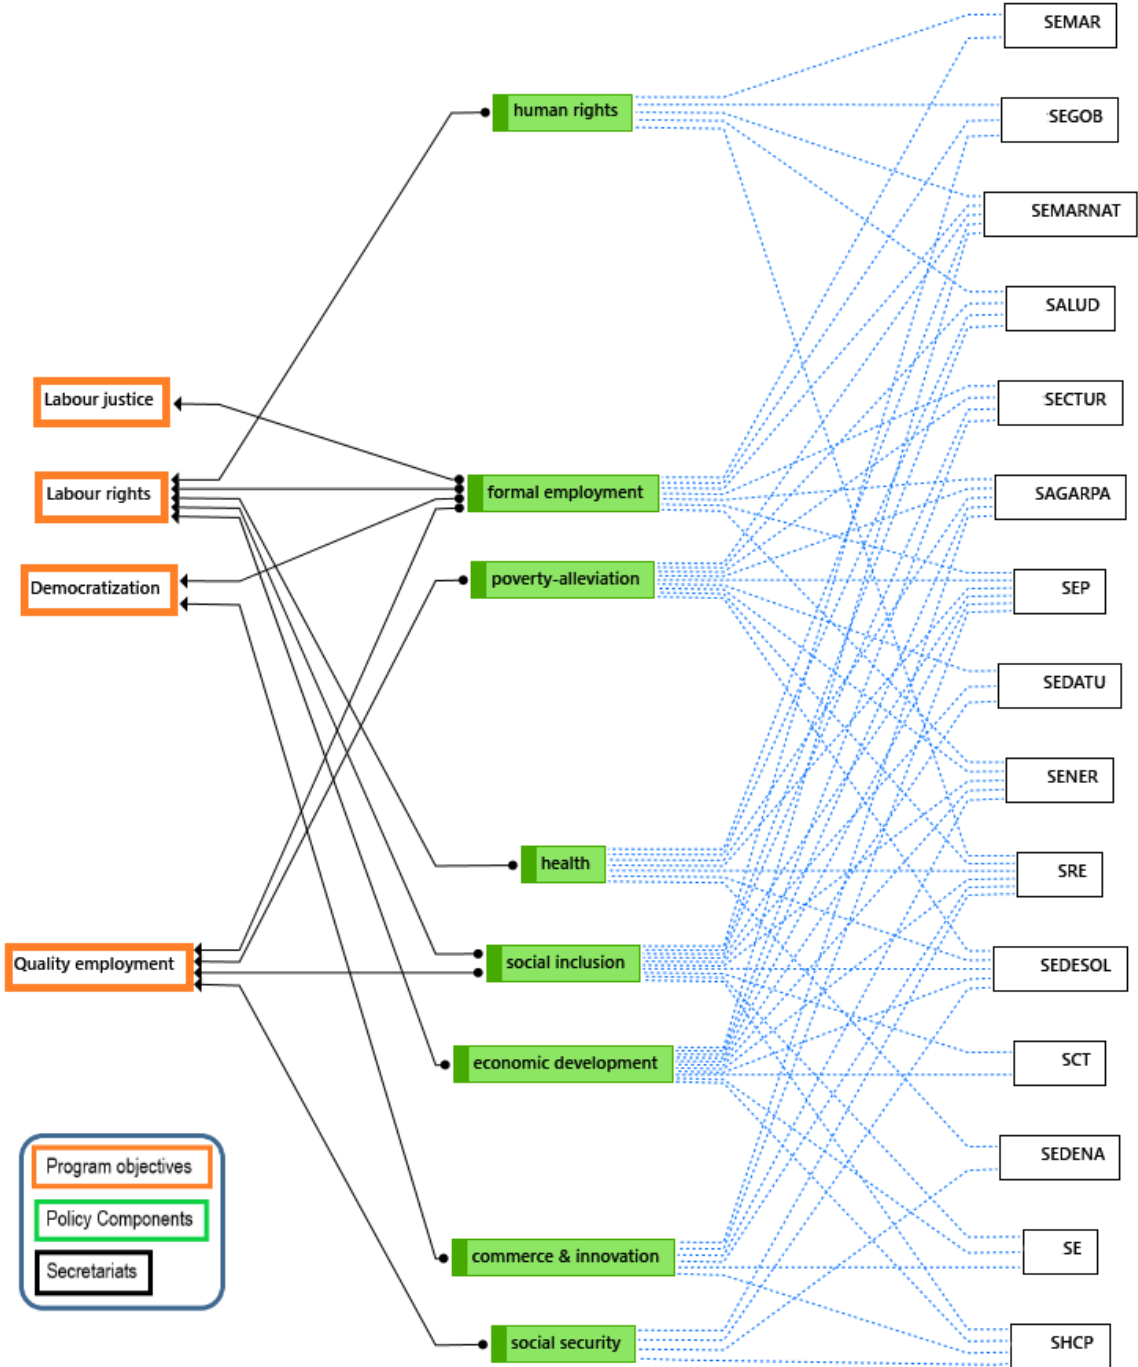 Labour justice
Labour rights
Democratization
Quality employment
Program objectives
Policy Components
Secretariats
human rights
formal employment
poverty-alleviation
health
social inclusion
economic development
commerce & innovation
social security
SEMAR
SEGOB
SEMARNAT
SALUD
SECTUR
SAGARPA
SEP
SEDATU
SENER
SRE
SEDESOL
SCT
SEDENA
SE
SHCP